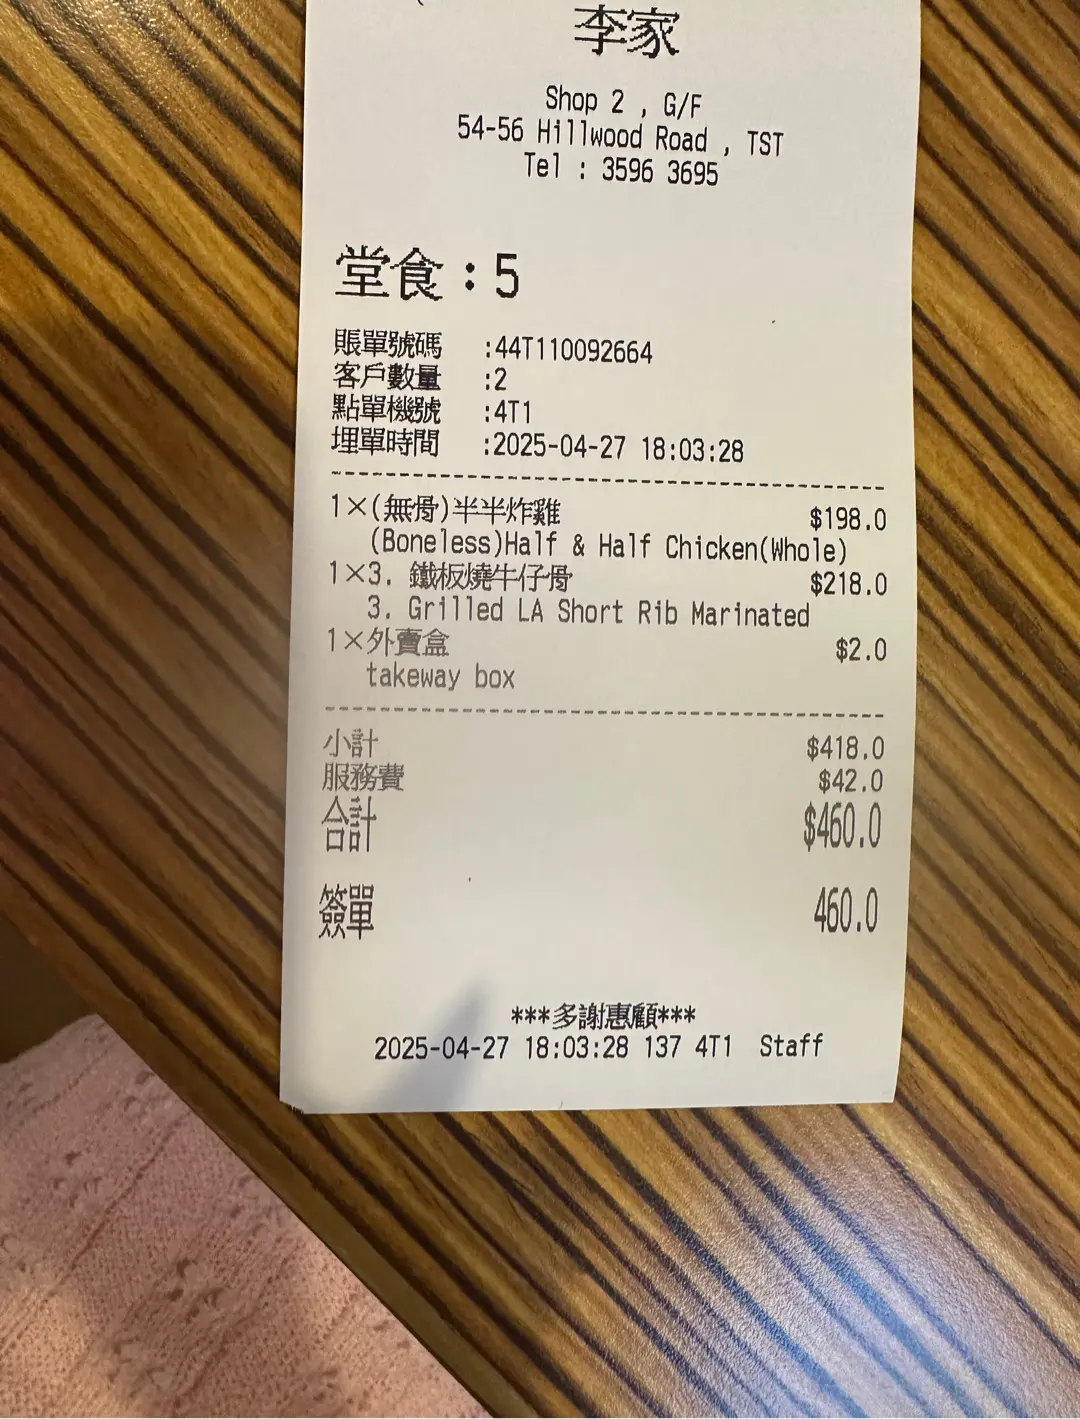 李家
Shop 2 , G/F
54-56 Hillwood Road , TST
Tel : 3596 3695
堂食：5
賬單號碼 :44T110092664
客戶數量 :2
點單機號 :4T1
埋單時間 :2025-04-27 18:03:28
1×(無骨)半半炸雞 $198.0
(Boneless)Half & Half Chicken(Whole)
1×3. 鐵板燒牛仔骨 $218.0
3. Grilled LA Short Rib Marinated
1×外賣盒 $2.0
takeway box
小計 $418.0
服務費 $42.0
合計 $460.0
簽單 460.0
***多謝惠顧***
2025-04-27 18:03:28 137 4T1 Staff